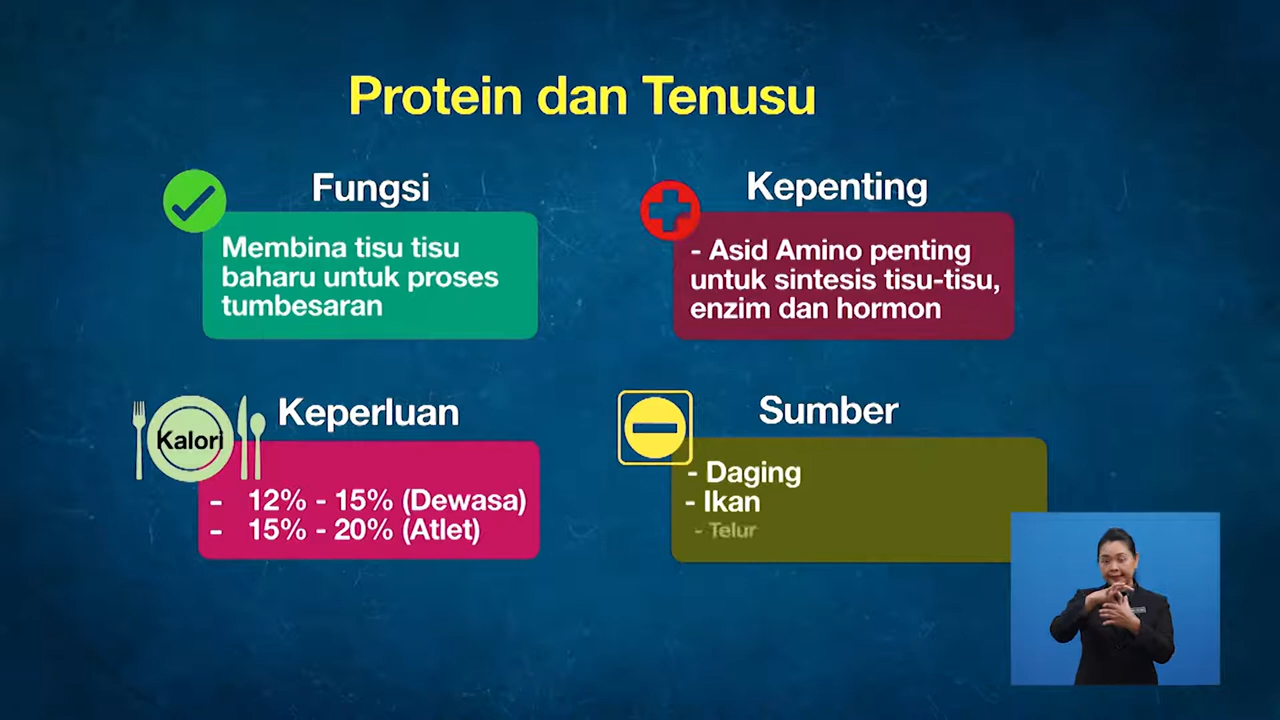 Protein dan Tenusu
Fungsi
Membina tisu tisu
baharu untuk proses
tumbesaran
Kepenting
- Asid Amino penting
untuk sintesis tisu-tisu,
enzim dan hormon
Kalori
Keperluan
- 12% - 15% (Dewasa)
- 15% - 20% (Atlet)
Sumber
- Daging
- Ikan
- Telur